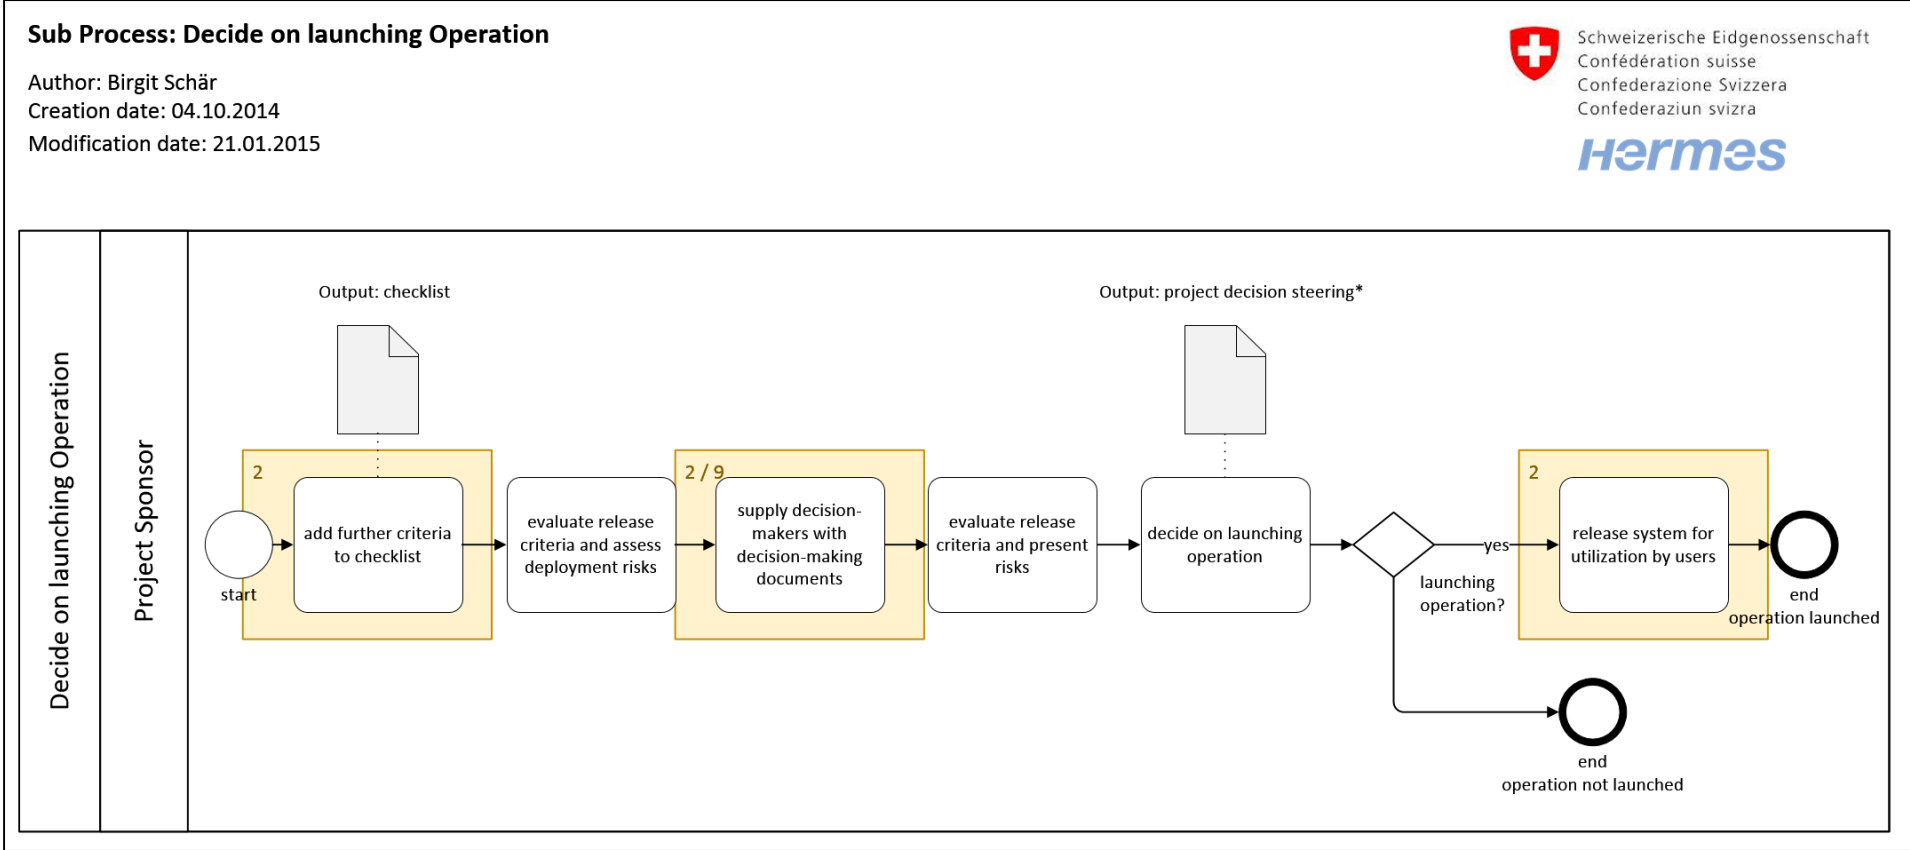 Sub Process: Decide on launching Operation
Author: Birgit Schär
Creation date: 04.10.2014
Modification date: 21.01.2015
Schweizerische Eidgenossenschaft
Confédération suisse
Confederazione Svizzera
Confederaziun svizra
Hermes
Decide on launching Operation
Project Sponsor
Output: checklist
Output: project decision steering*
2
2 / 9
2
start
add further criteria
to checklist
evaluate release
criteria and assess
deployment risks
supply decision-
makers with
decision-making
documents
evaluate release
criteria and present
risks
decide on launching
operation
yes
launching
operation?
release system for
utilization by users
end
operation launched
end
operation not launched